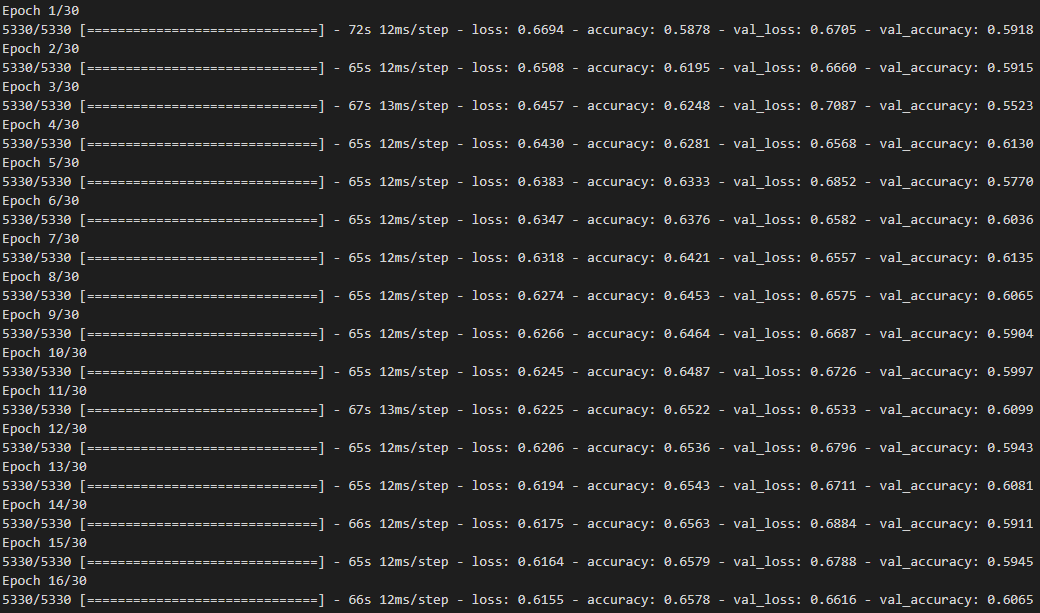 Epoch 1/30
5330/5330 [==============================] - 72s 12ms/step - loss: 0.6694 - accuracy: 0.5878 - val_loss: 0.6705 - val_accuracy: 0.5918
Epoch 2/30
5330/5330 [==============================] - 65s 12ms/step - loss: 0.6508 - accuracy: 0.6195 - val_loss: 0.6660 - val_accuracy: 0.5915
Epoch 3/30
5330/5330 [==============================] - 67s 13ms/step - loss: 0.6457 - accuracy: 0.6248 - val_loss: 0.7087 - val_accuracy: 0.5523
Epoch 4/30
5330/5330 [==============================] - 65s 12ms/step - loss: 0.6430 - accuracy: 0.6281 - val_loss: 0.6568 - val_accuracy: 0.6130
Epoch 5/30
5330/5330 [==============================] - 65s 12ms/step - loss: 0.6383 - accuracy: 0.6333 - val_loss: 0.6852 - val_accuracy: 0.5770
Epoch 6/30
5330/5330 [==============================] - 65s 12ms/step - loss: 0.6347 - accuracy: 0.6376 - val_loss: 0.6582 - val_accuracy: 0.6036
Epoch 7/30
5330/5330 [==============================] - 65s 12ms/step - loss: 0.6318 - accuracy: 0.6421 - val_loss: 0.6557 - val_accuracy: 0.6135
Epoch 8/30
5330/5330 [==============================] - 65s 12ms/step - loss: 0.6274 - accuracy: 0.6453 - val_loss: 0.6575 - val_accuracy: 0.6065
Epoch 9/30
5330/5330 [==============================] - 65s 12ms/step - loss: 0.6266 - accuracy: 0.6464 - val_loss: 0.6687 - val_accuracy: 0.5904
Epoch 10/30
5330/5330 [==============================] - 65s 12ms/step - loss: 0.6245 - accuracy: 0.6487 - val_loss: 0.6726 - val_accuracy: 0.5997
Epoch 11/30
5330/5330 [==============================] - 67s 13ms/step - loss: 0.6225 - accuracy: 0.6522 - val_loss: 0.6533 - val_accuracy: 0.6099
Epoch 12/30
5330/5330 [==============================] - 65s 12ms/step - loss: 0.6206 - accuracy: 0.6536 - val_loss: 0.6796 - val_accuracy: 0.5943
Epoch 13/30
5330/5330 [==============================] - 65s 12ms/step - loss: 0.6194 - accuracy: 0.6543 - val_loss: 0.6711 - val_accuracy: 0.6081
Epoch 14/30
5330/5330 [==============================] - 66s 12ms/step - loss: 0.6175 - accuracy: 0.6563 - val_loss: 0.6884 - val_accuracy: 0.5911
Epoch 15/30
5330/5330 [==============================] - 65s 12ms/step - loss: 0.6164 - accuracy: 0.6579 - val_loss: 0.6788 - val_accuracy: 0.5945
Epoch 16/30
5330/5330 [==============================] - 66s 12ms/step - loss: 0.6155 - accuracy: 0.6578 - val_loss: 0.6616 - val_accuracy: 0.6065